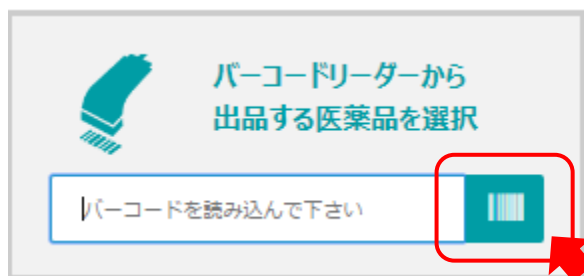 バーコードリーダーから
出品する医薬品を選択
バーコードを読み込んで下さい